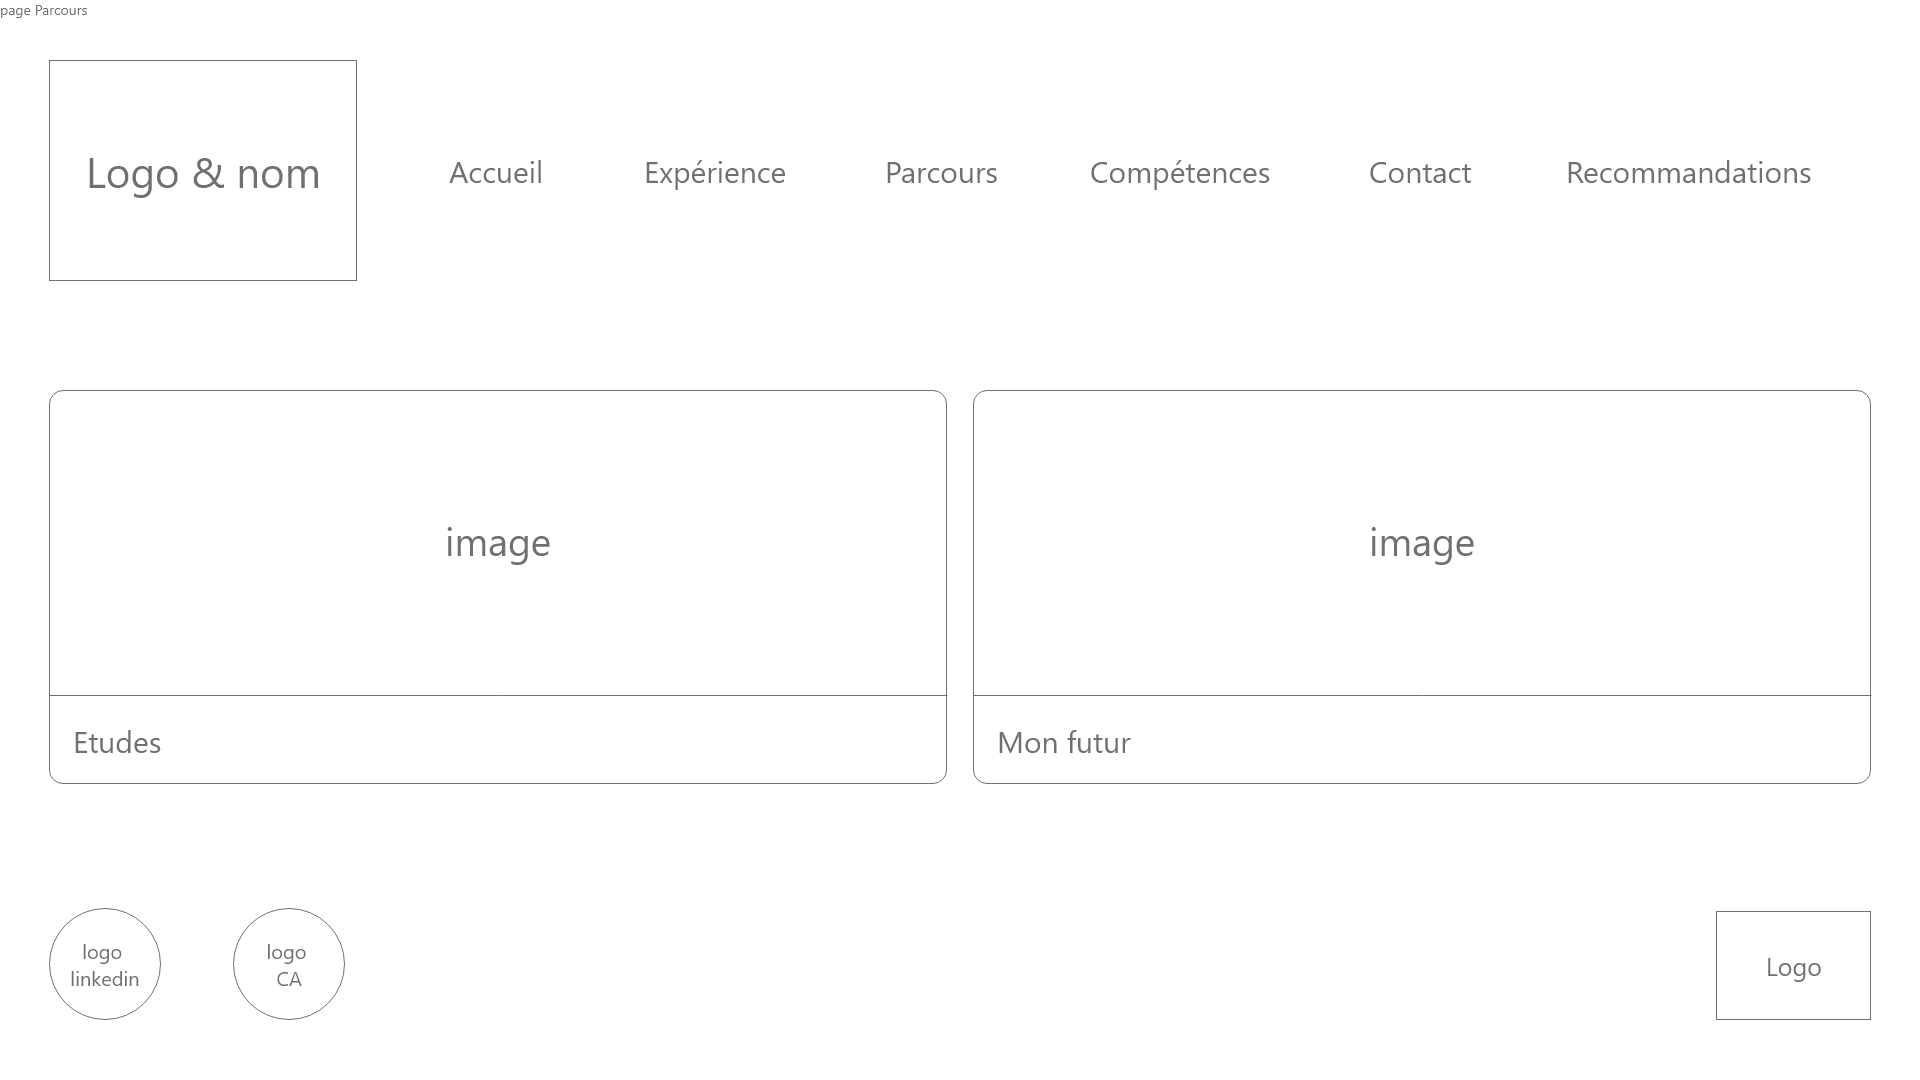 page Parcours
Logo & nom
Accueil
Expérience
Parcours
Compétences
Contact
Recommandations
image
image
Etudes
Mon futur
logo
linkedin
logo
CA
Logo